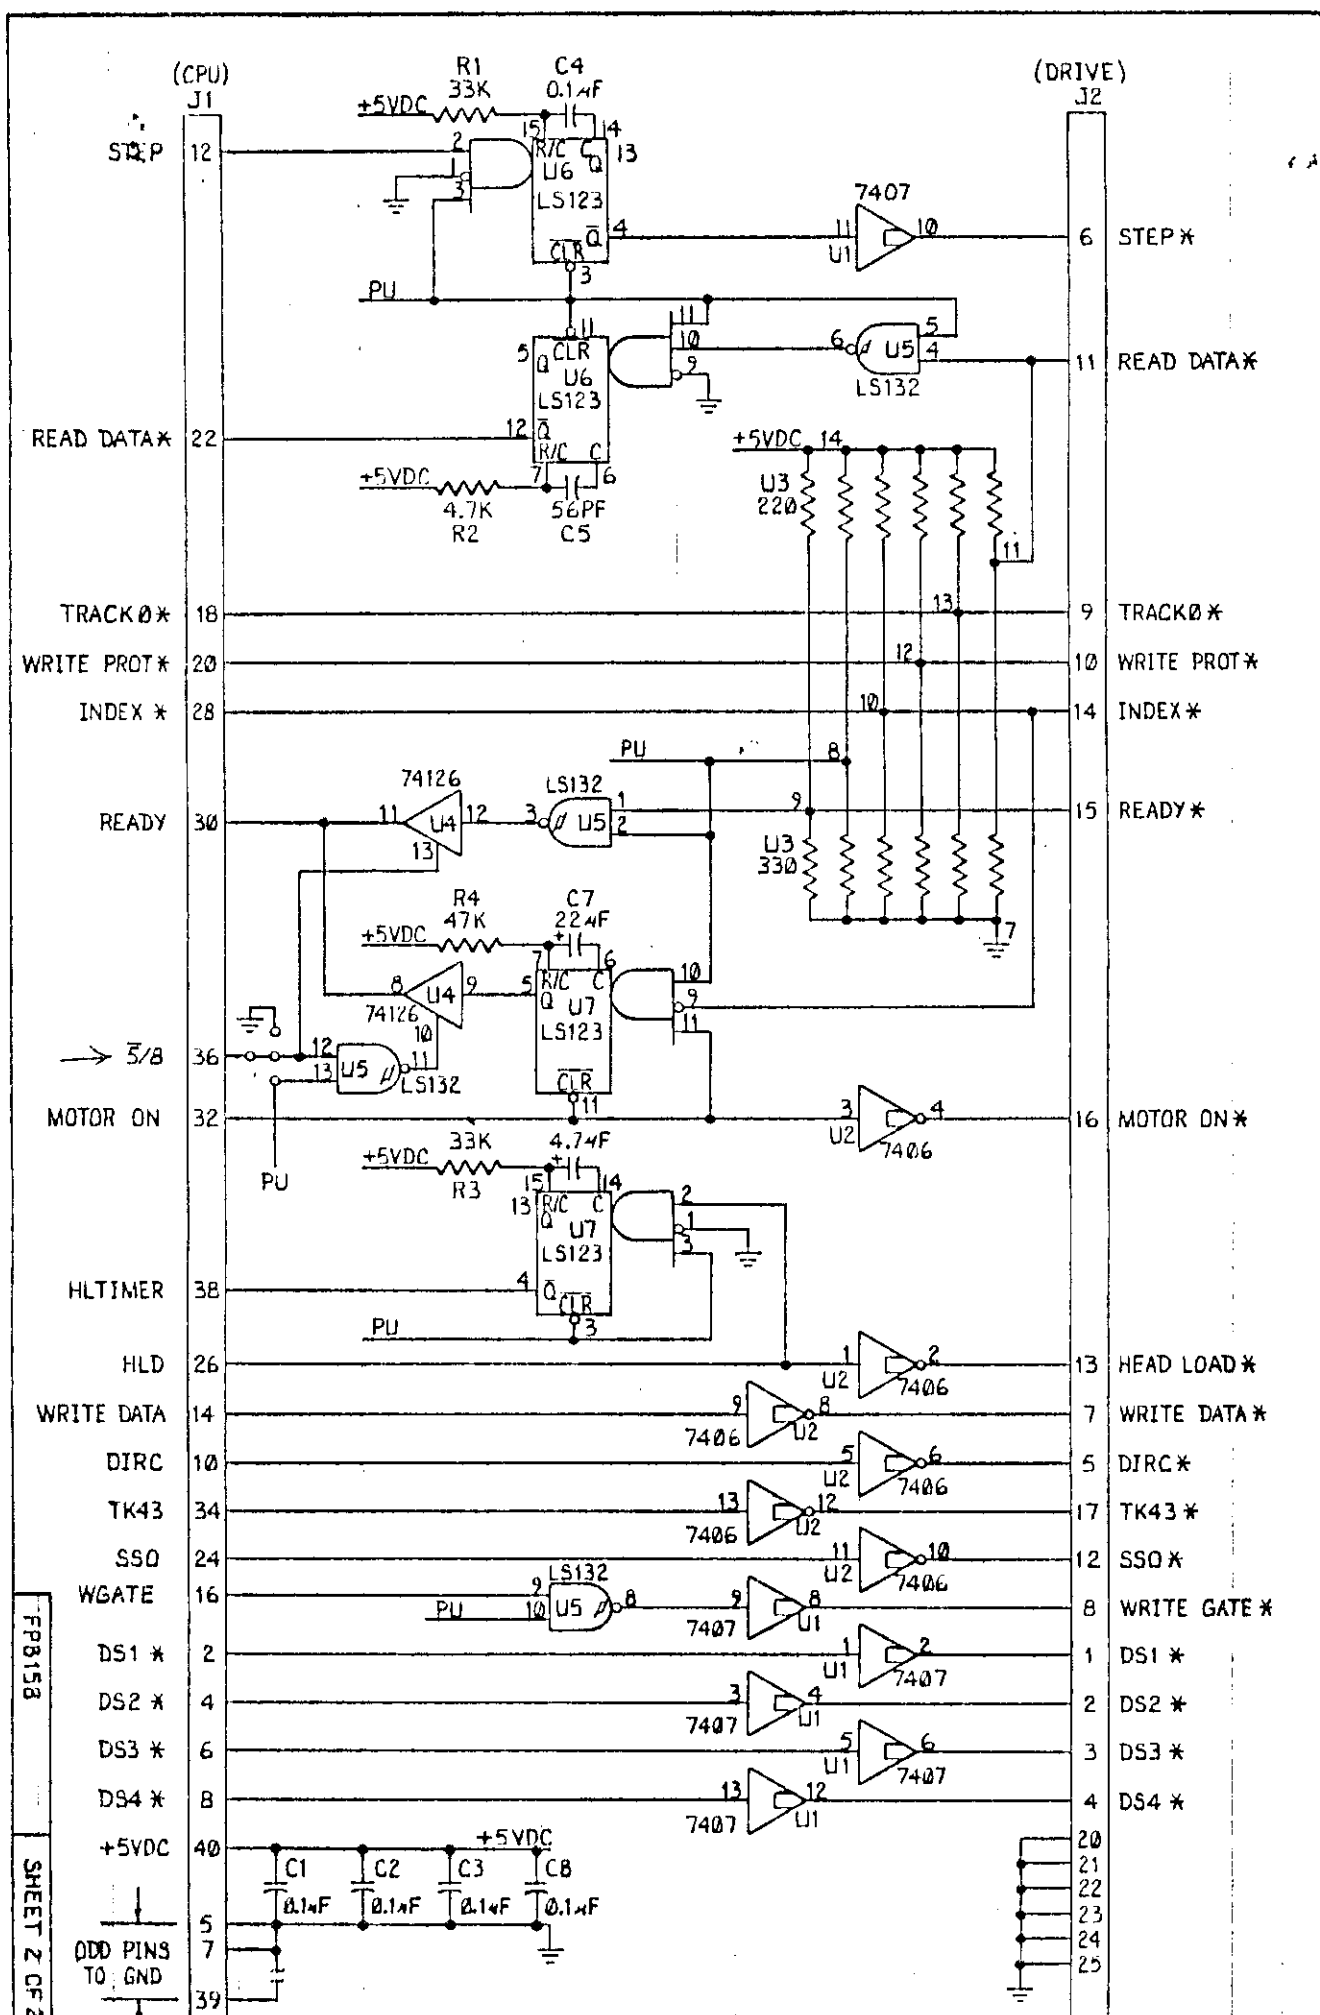 (CPU)
J1
(DRIVE)
J2
R1
33K
C4
0.1µF
+5VDC
15
14
STEP
12
2
1
3
R/C
C
Q
13
U6
LS123
Q̅
4
CLR
3
7407
11
10
U1
6
STEP*
PU
11
5
Q
CLR
U6
LS123
11
10
9
6
U5
5
4
LS132
11
READ DATA*
READ DATA*
22
12
Q̅
R/C
C
7
6
+5VDC
4.7K
R2
56PF
C5
+5VDC
14
U3
220
11
TRACK0*
18
13
9
TRACK0*
WRITE PROT*
20
12
10
WRITE PROT*
INDEX*
28
10
14
INDEX*
PU
8
74126
LS132
READY
30
11
U4
12
3
U5
1
2
9
15
READY*
13
U3
330
R4
47K
C7
22µF
+5VDC
7
6
7
8
U4
9
74126
10
5
R/C
C
Q
U7
LS123
10
9
11
CLR
11
5̅/8
36
12
13
U5
11
LS132
MOTOR ON
32
3
4
U2
7406
16
MOTOR ON*
PU
+5VDC
33K
R3
4.7µF
15
14
13
R/C
C
Q
U7
LS123
2
1
3
HLTIMER
38
4
Q̅
CLR
3
PU
HLD
26
1
2
U2
7406
13
HEAD LOAD*
WRITE DATA
14
9
8
7406
U2
7
WRITE DATA*
DIRC
10
5
6
U2
7406
5
DIRC*
TK43
34
13
12
7406
U2
17
TK43*
SSO
24
11
10
U2
7406
12
SSO*
WGATE
16
LS132
9
10
U5
8
PU
9
8
7407
U1
8
WRITE GATE*
DS1*
2
1
2
U1
7407
1
DS1*
DS2*
4
3
4
7407
U1
2
DS2*
DS3*
6
5
6
U1
7407
3
DS3*
DS4*
8
13
12
7407
U1
4
DS4*
+5VDC
40
+5VDC
C1
0.1µF
C2
0.1µF
C3
0.1µF
C8
0.1µF
5
7
39
ODD PINS
TO GND
20
21
22
23
24
25
FPB158
SHEET 2 OF